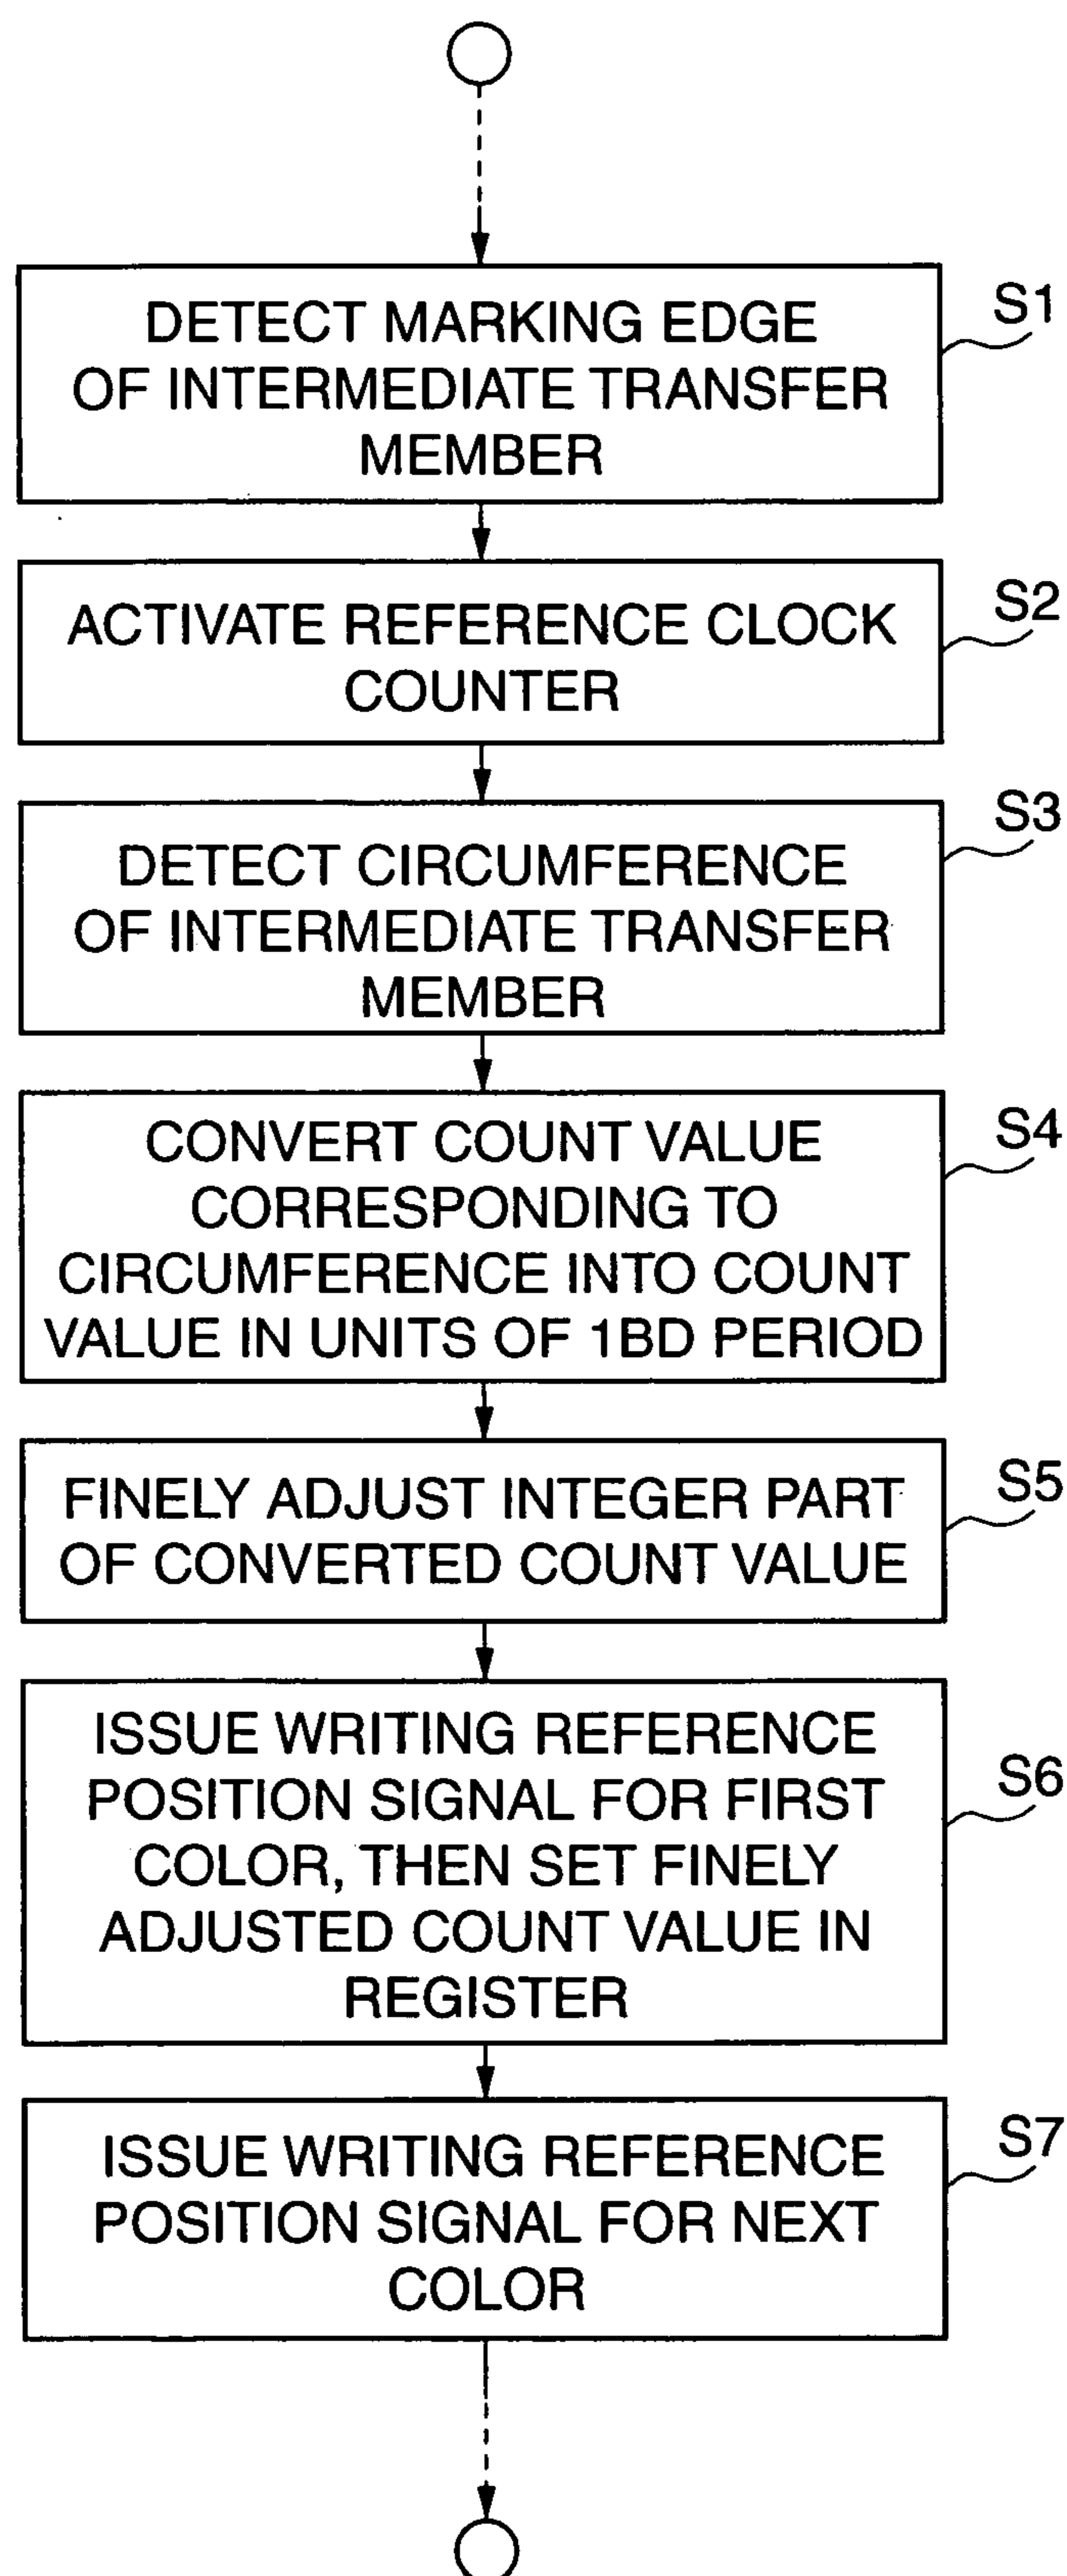 DETECT MARKING EDGE
OF INTERMEDIATE TRANSFER
MEMBER
S1
ACTIVATE REFERENCE CLOCK
COUNTER
S2
DETECT CIRCUMFERENCE
OF INTERMEDIATE TRANSFER
MEMBER
S3
CONVERT COUNT VALUE
CORRESPONDING TO
CIRCUMFERENCE INTO COUNT
VALUE IN UNITS OF 1BD PERIOD
S4
FINELY ADJUST INTEGER PART
OF CONVERTED COUNT VALUE
S5
ISSUE WRITING REFERENCE
POSITION SIGNAL FOR FIRST
COLOR, THEN SET FINELY
ADJUSTED COUNT VALUE IN
REGISTER
S6
ISSUE WRITING REFERENCE
POSITION SIGNAL FOR NEXT
COLOR
S7